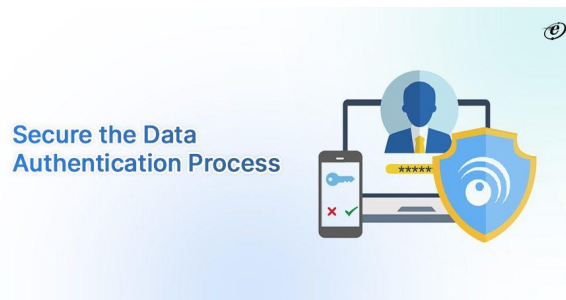 Secure the Data
Authentication Process
e
*****